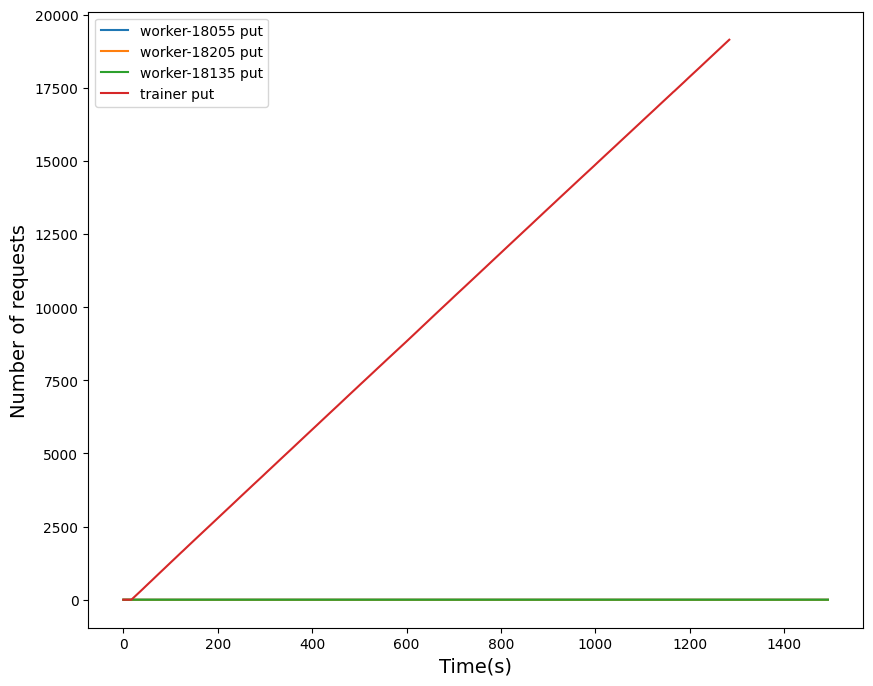 worker-18055 put
worker-18205 put
worker-18135 put
trainer put
20000
17500
15000
12500
10000
7500
5000
2500
0
Number of requests
0 200 400 600 800 1000 1200 1400
Time(s)